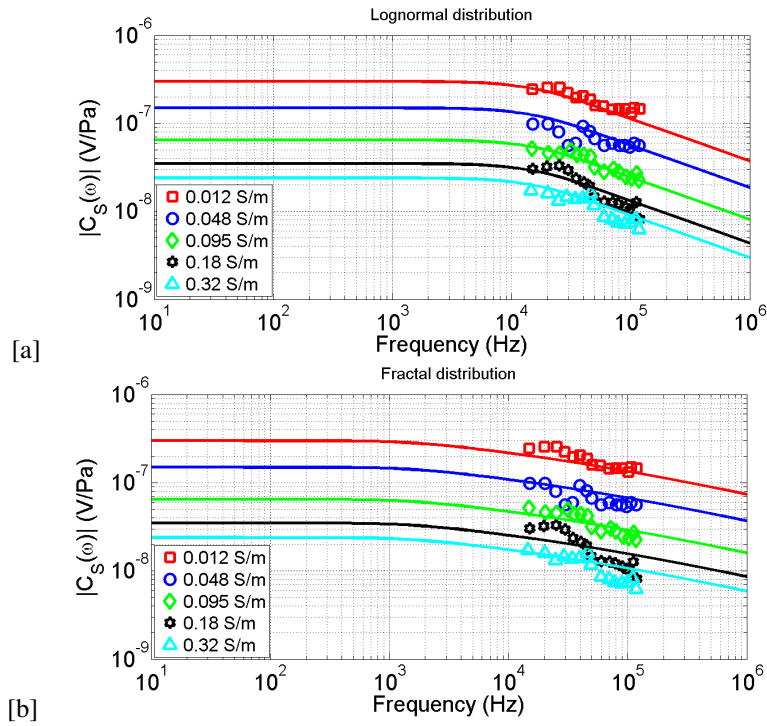 Lognormal distribution
10^-6
10^-7
10^-8
10^-9
|C_S(ω)| (V/Pa)
0.012 S/m
0.048 S/m
0.095 S/m
0.18 S/m
0.32 S/m
10^1 10^2 10^3 10^4 10^5 10^6
Frequency (Hz)
[a]
Fractal distribution
10^-6
10^-7
10^-8
10^-9
|C_S(ω)| (V/Pa)
0.012 S/m
0.048 S/m
0.095 S/m
0.18 S/m
0.32 S/m
10^1 10^2 10^3 10^4 10^5 10^6
Frequency (Hz)
[b]